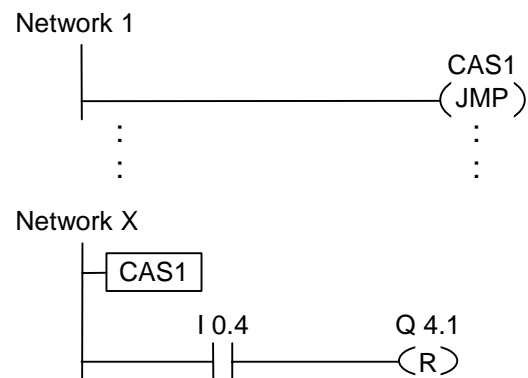 Network 1
CAS1
JMP
Network X
CAS1
I 0.4 Q 4.1
R